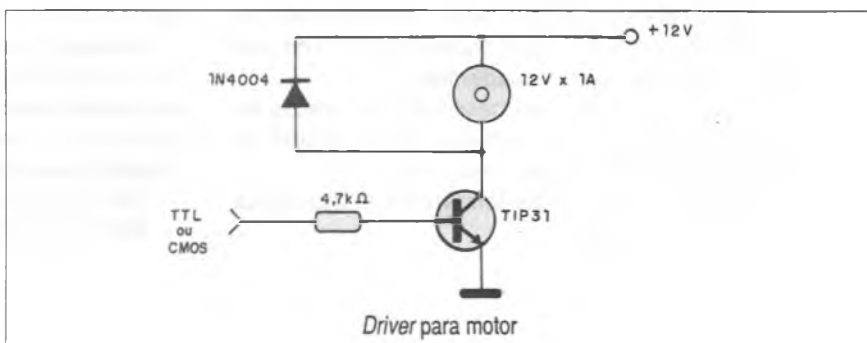 +12V
1N4004
12V x 1A
4,7kΩ
TIP31
TTL
ou
CMOS
Driver para motor